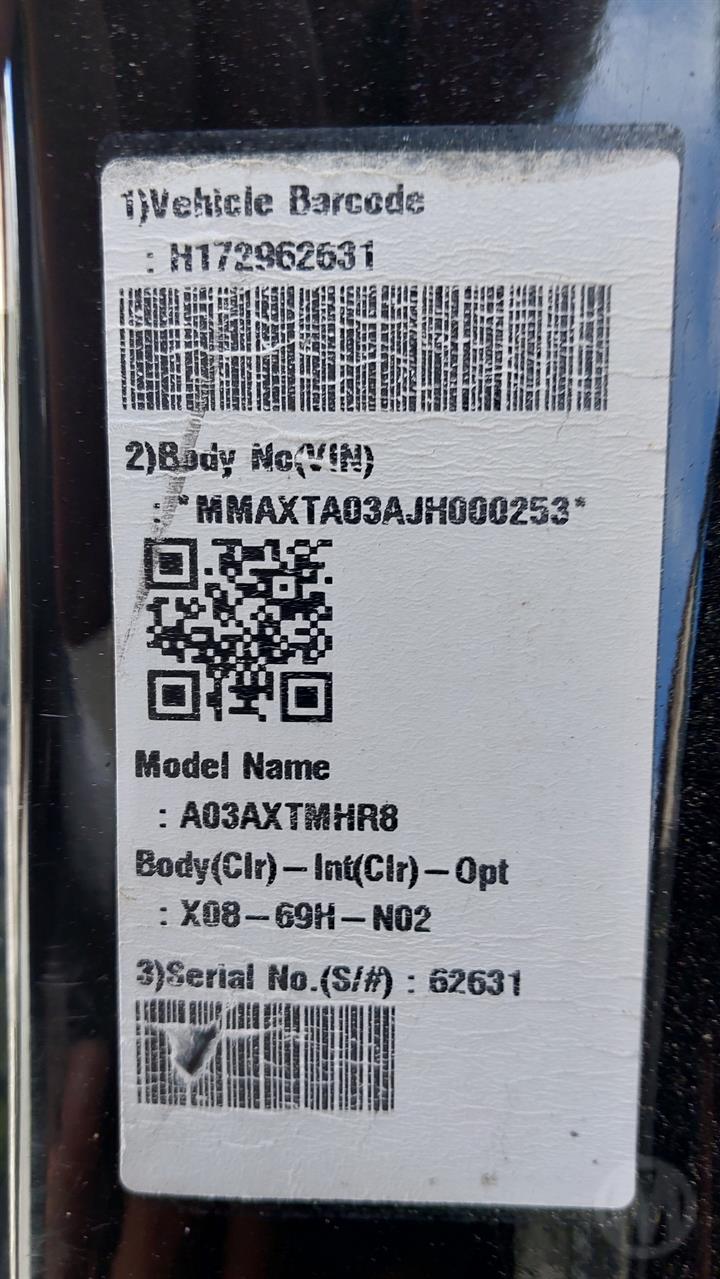 1)Vehicle Barcode
: H172962631
2)Body No(VIN)
: *MMAXTA03AJH000253*
Model Name
: A03AXTMHR8
Body(Clr)–Int(Clr)–Opt
: X08–69H–N02
3)Serial No.(S/#) : 62631